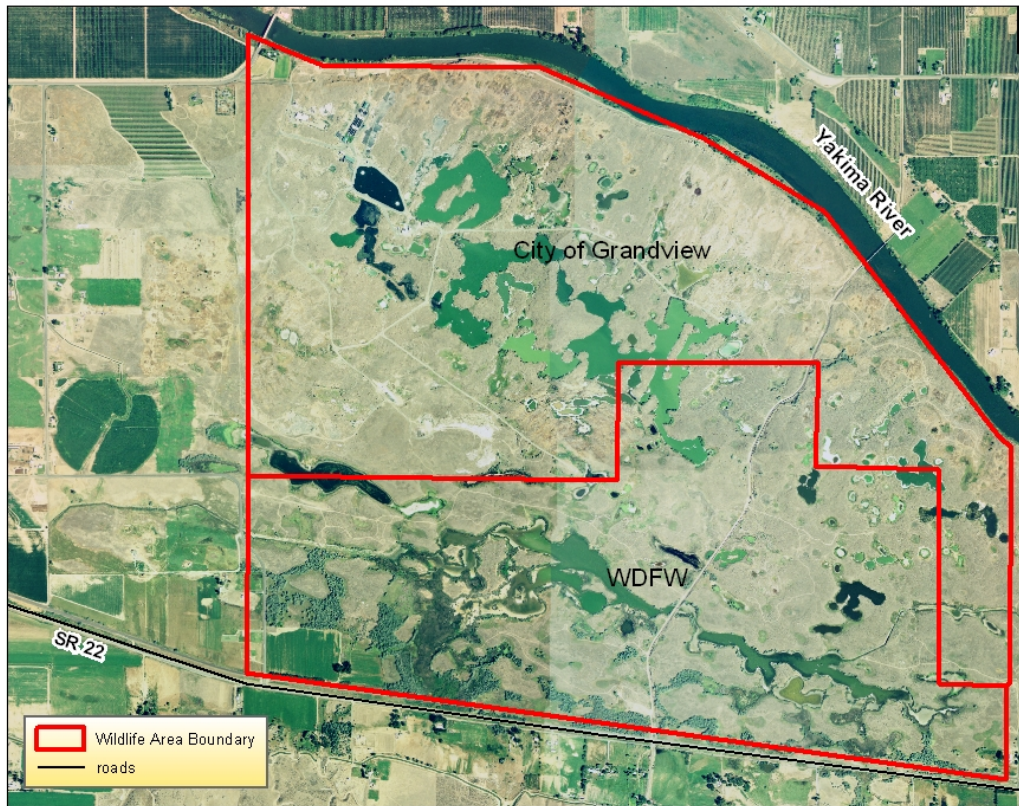 Yakima River
City of Grandview
WDFW
SR 22
Wildlife Area Boundary
roads